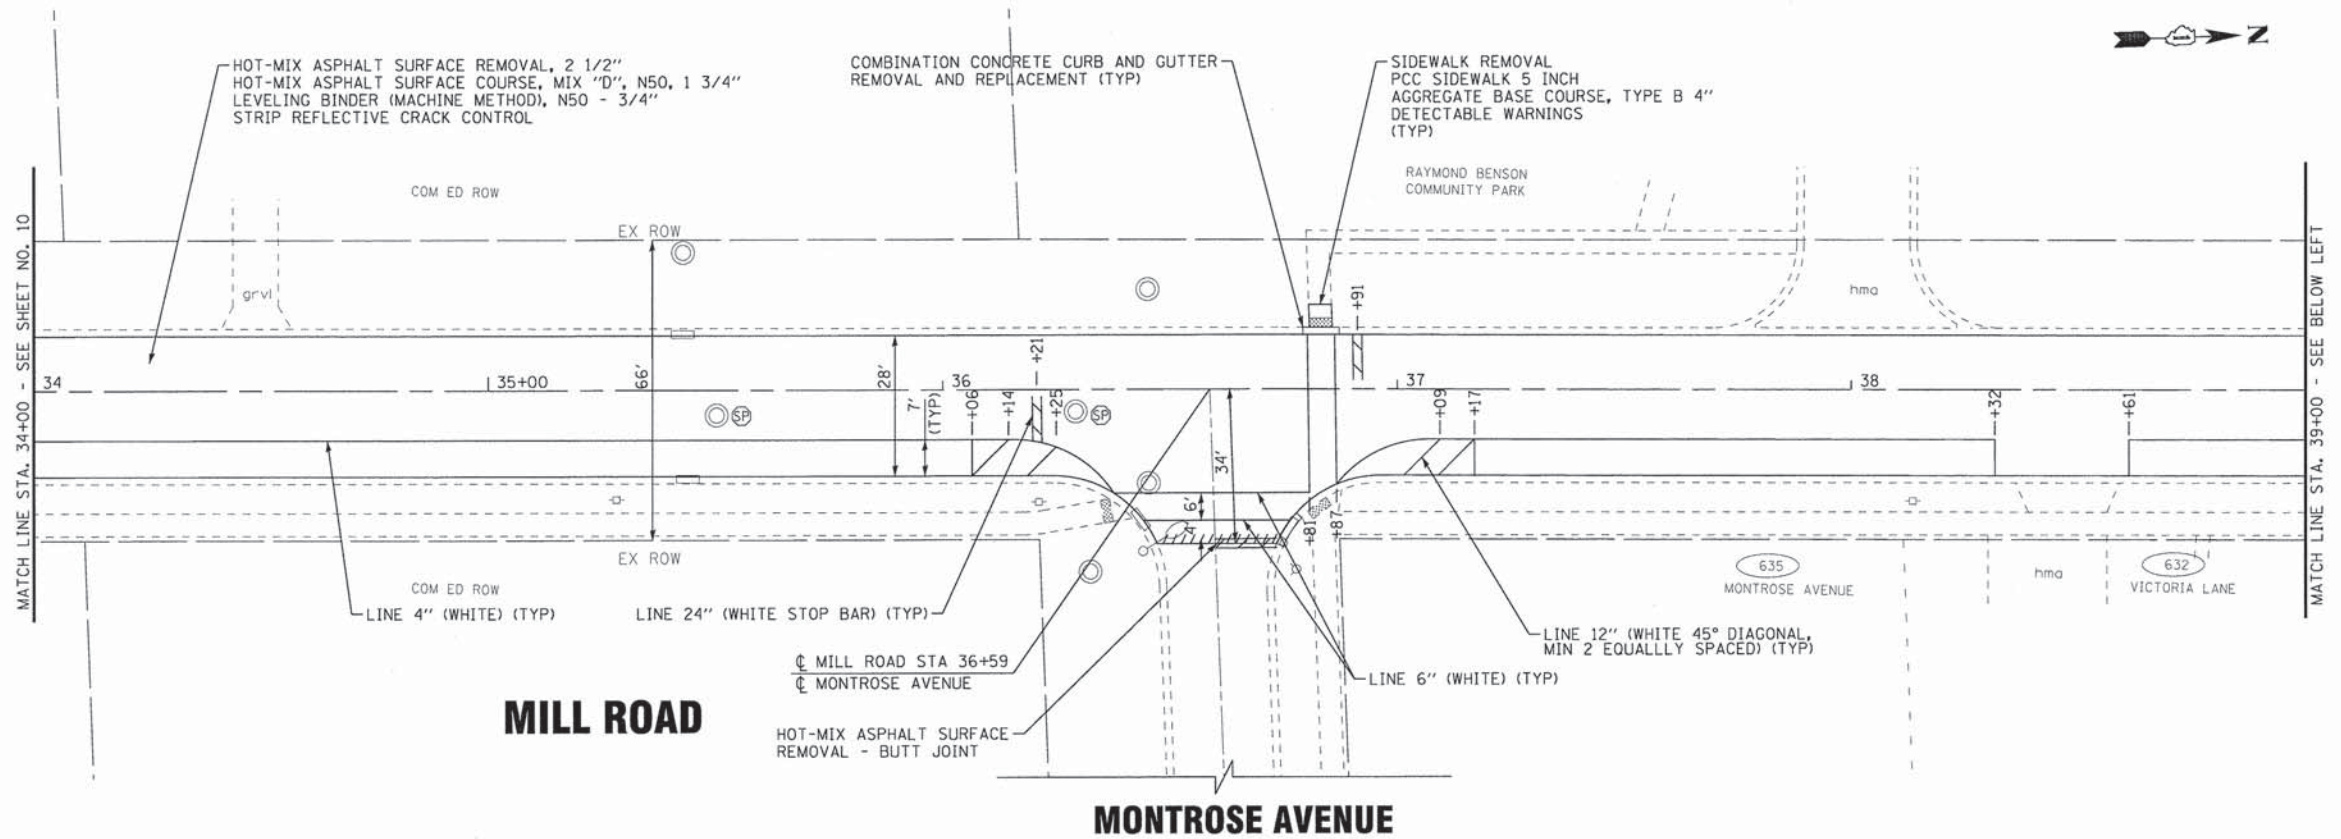 N
HOT-MIX ASPHALT SURFACE REMOVAL, 2 1/2"
HOT-MIX ASPHALT SURFACE COURSE, MIX "D", N50, 1 3/4"
LEVELING BINDER (MACHINE METHOD), N50 - 3/4"
STRIP REFLECTIVE CRACK CONTROL
COMBINATION CONCRETE CURB AND GUTTER
REMOVAL AND REPLACEMENT (TYP)
SIDEWALK REMOVAL
PCC SIDEWALK 5 INCH
AGGREGATE BASE COURSE, TYPE B 4"
DETECTABLE WARNINGS
(TYP)
RAYMOND BENSON
COMMUNITY PARK
COM ED ROW
EX ROW
MATCH LINE STA. 34+00 - SEE SHEET NO. 10
MATCH LINE STA. 39+00 - SEE BELOW LEFT
grvl
hma
+91
+21
34
35+00
66'
28'
36
37
38
7'
(TYP)
+06
+14
+25
SP
SP
+09
+17
+32
+61
34'
6'
4'
+81
+87
EX ROW
COM ED ROW
635
MONTROSE AVENUE
hma
632
VICTORIA LANE
LINE 4" (WHITE) (TYP)
LINE 24" (WHITE STOP BAR) (TYP)
LINE 12" (WHITE 45° DIAGONAL,
MIN 2 EQUALLLY SPACED) (TYP)
℄ MILL ROAD STA 36+59
℄ MONTROSE AVENUE
LINE 6" (WHITE) (TYP)
MILL ROAD
HOT-MIX ASPHALT SURFACE
REMOVAL - BUTT JOINT
MONTROSE AVENUE